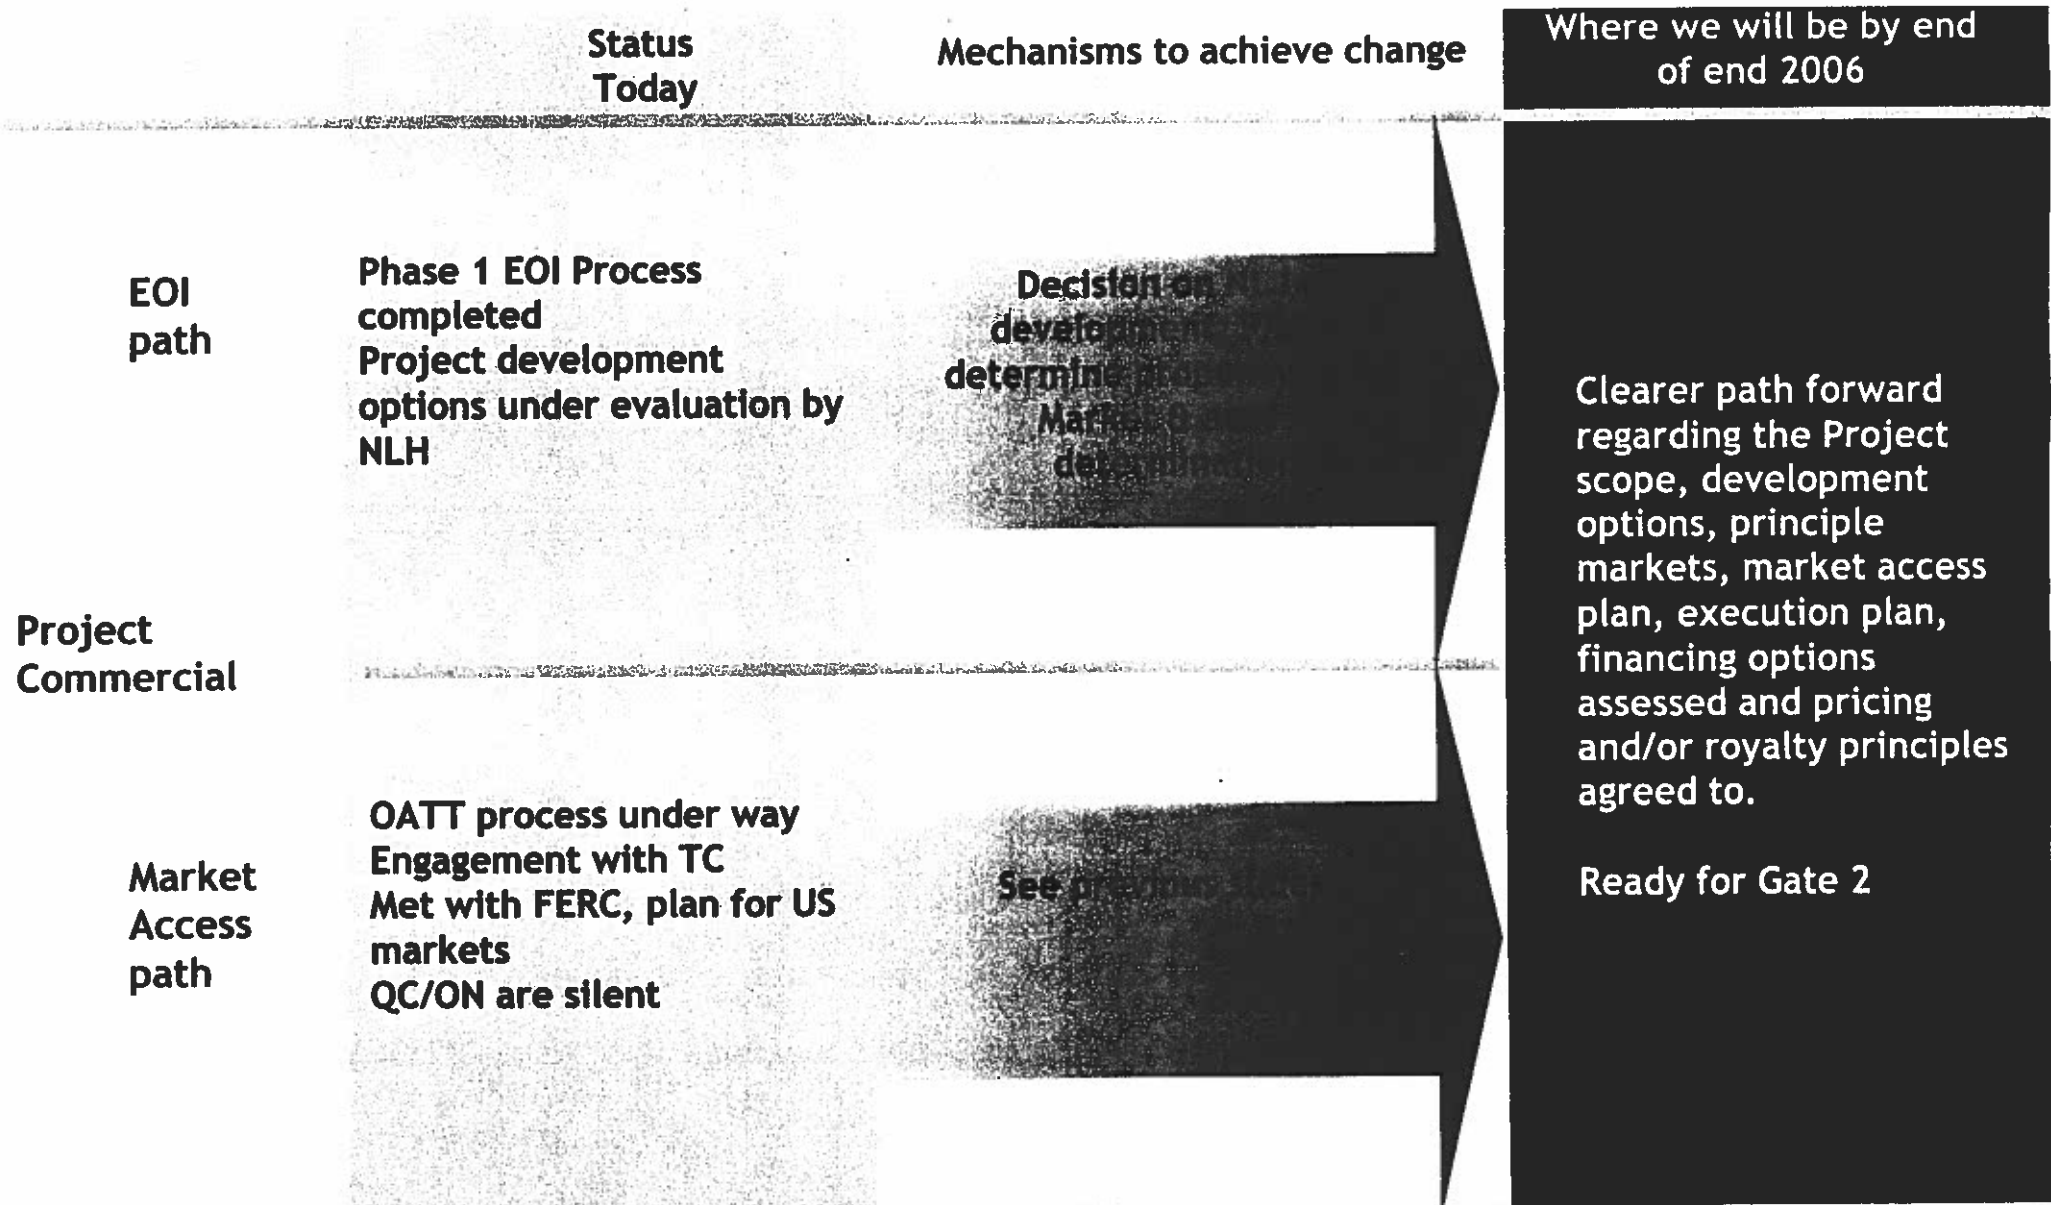 Status
Today
Mechanisms to achieve change
Where we will be by end
of end 2006
Project
Commercial
EOI
path
Phase 1 EOI Process
completed
Project development
options under evaluation by
NLH
Decision on
development
determine
Market
Clearer path forward
regarding the Project
scope, development
options, principle
markets, market access
plan, execution plan,
financing options
assessed and pricing
and/or royalty principles
agreed to.
Ready for Gate 2
Market
Access
path
OATT process under way
Engagement with TC
Met with FERC, plan for US
markets
QC/ON are silent
See previous